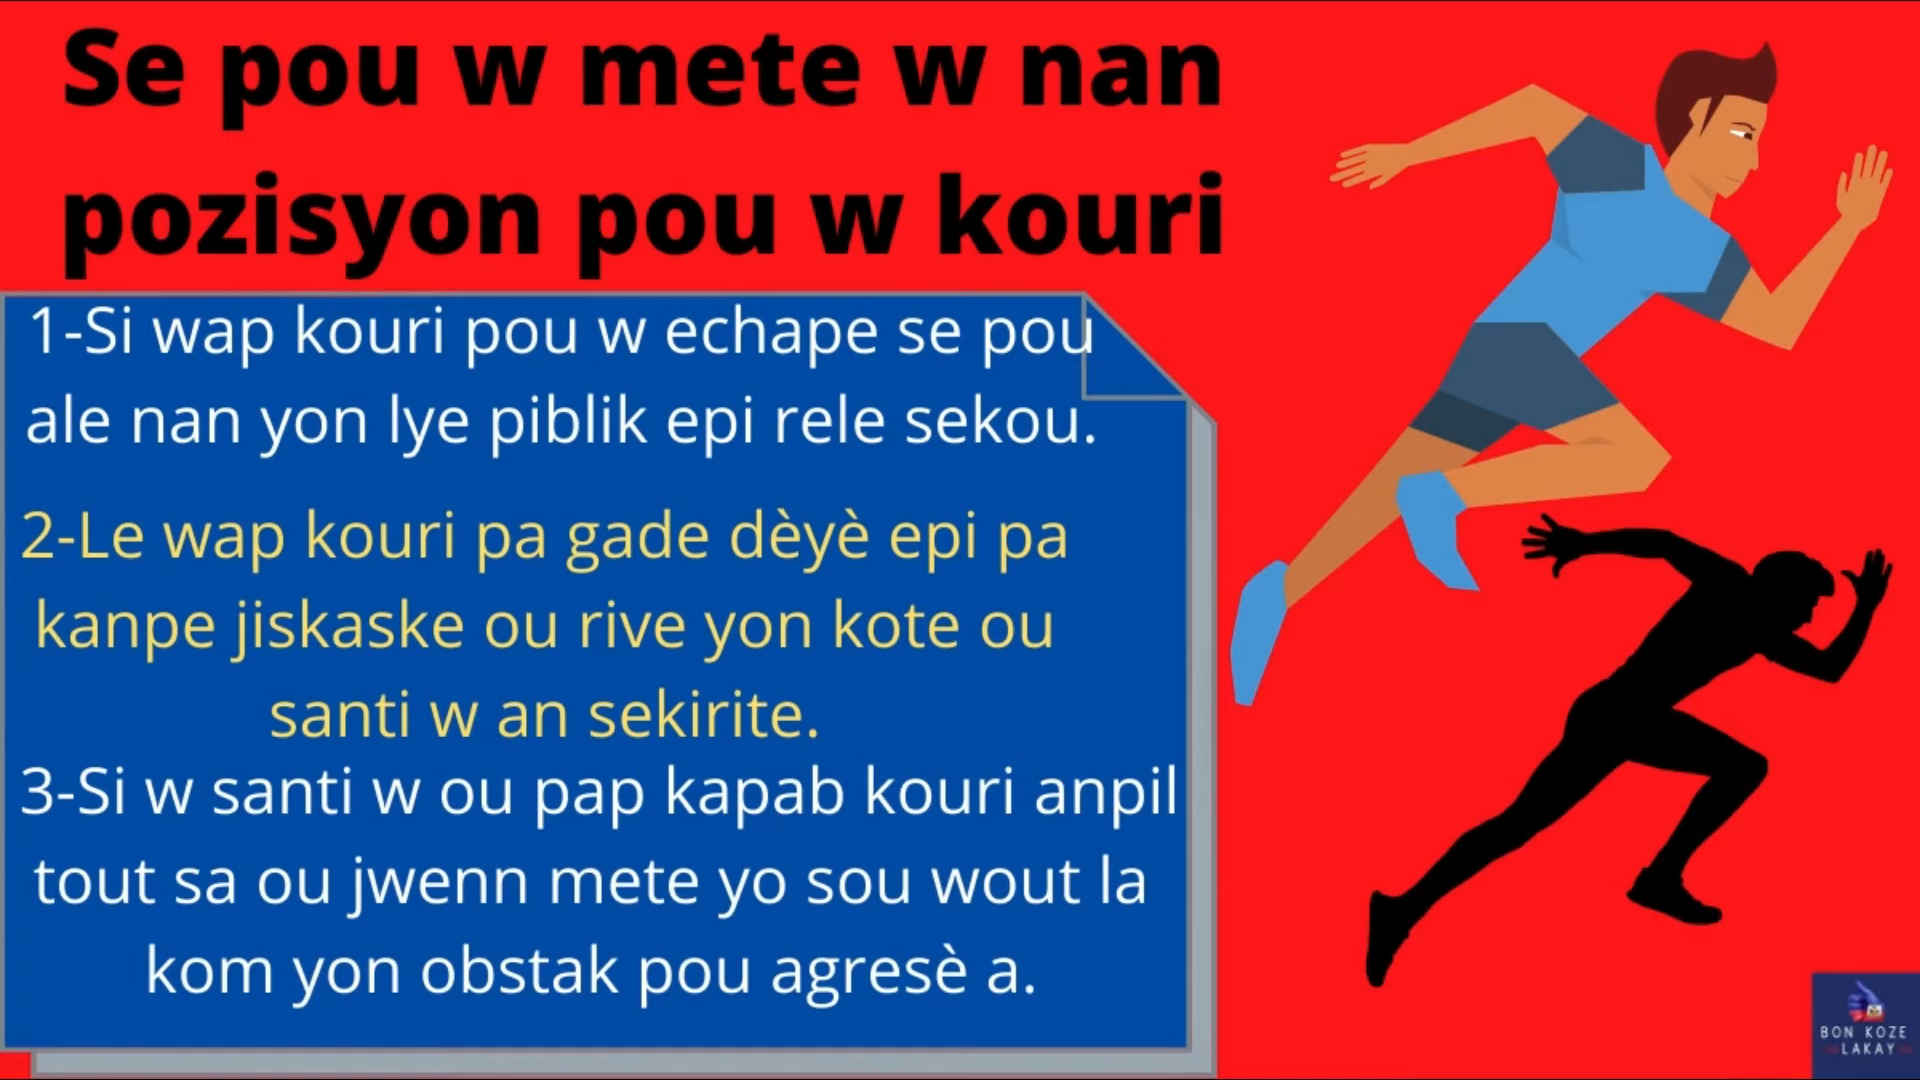 Se pou w mete w nan
pozisyon pou w kouri
1-Si wap kouri pou w echape se pou
ale nan yon lye piblik epi rele sekou.
2-Le wap kouri pa gade dèyè epi pa
kanpe jiskaske ou rive yon kote ou
santi w an sekirite.
3-Si w santi w ou pap kapab kouri anpil
tout sa ou jwenn mete yo sou wout la
kom yon obstak pou agresè a.
BON KOZE
LAKAY